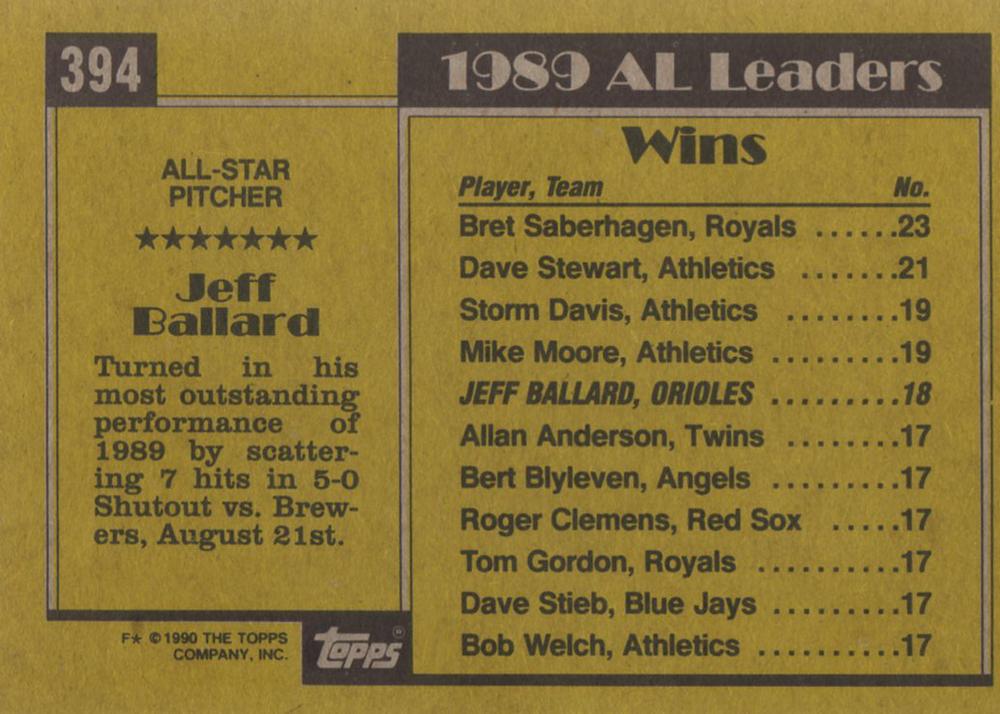 394
ALL-STAR
PITCHER
★★★★★★★
Jeff
Ballard
Turned in his
most outstanding
performance of
1989 by scatter-
ing 7 hits in 5-0
Shutout vs. Brew-
ers, August 21st.
F★ ©1990 THE TOPPS
COMPANY, INC.
topps®
1989 AL Leaders
Wins
Player, Team No.
Bret Saberhagen, Royals ......23
Dave Stewart, Athletics .......21
Storm Davis, Athletics ........19
Mike Moore, Athletics .........19
JEFF BALLARD, ORIOLES .........18
Allan Anderson, Twins ........17
Bert Blyleven, Angels .........17
Roger Clemens, Red Sox .....17
Tom Gordon, Royals ..........17
Dave Stieb, Blue Jays .........17
Bob Welch, Athletics ..........17